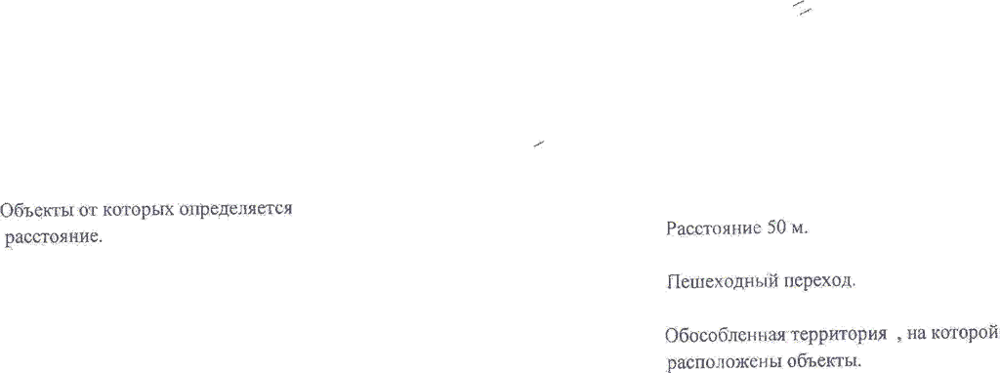 Объекты от которых определяется
расстояние.
Расстояние 50 м.
Пешеходный переход.
Обособленная территория , на которой
расположены объекты.